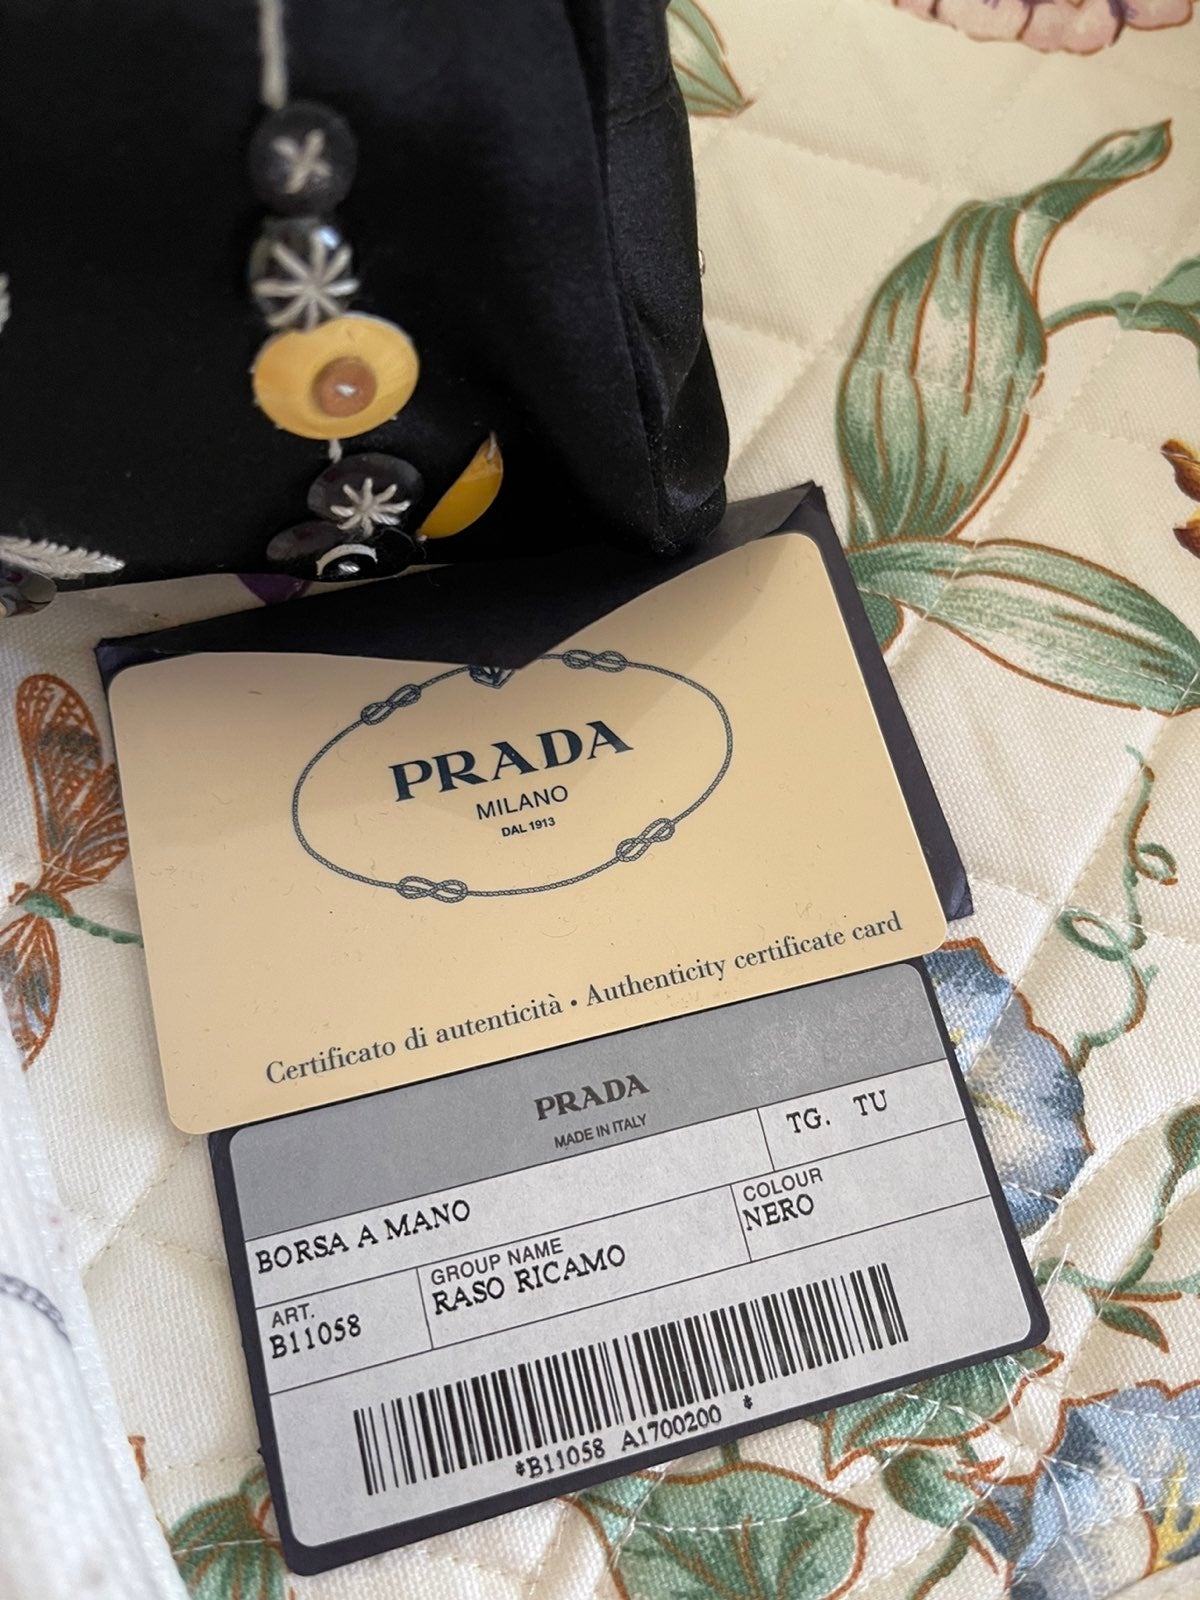 PRADA
MILANO
DAL 1913
Certificato di autenticità • Authenticity certificate card
PRADA
MADE IN ITALY
BORSA A MANO
TG. TU
ART.
B11058
GROUP NAME
RASO RICAMO
COLOUR
NERO
*B11058 A1700200 *